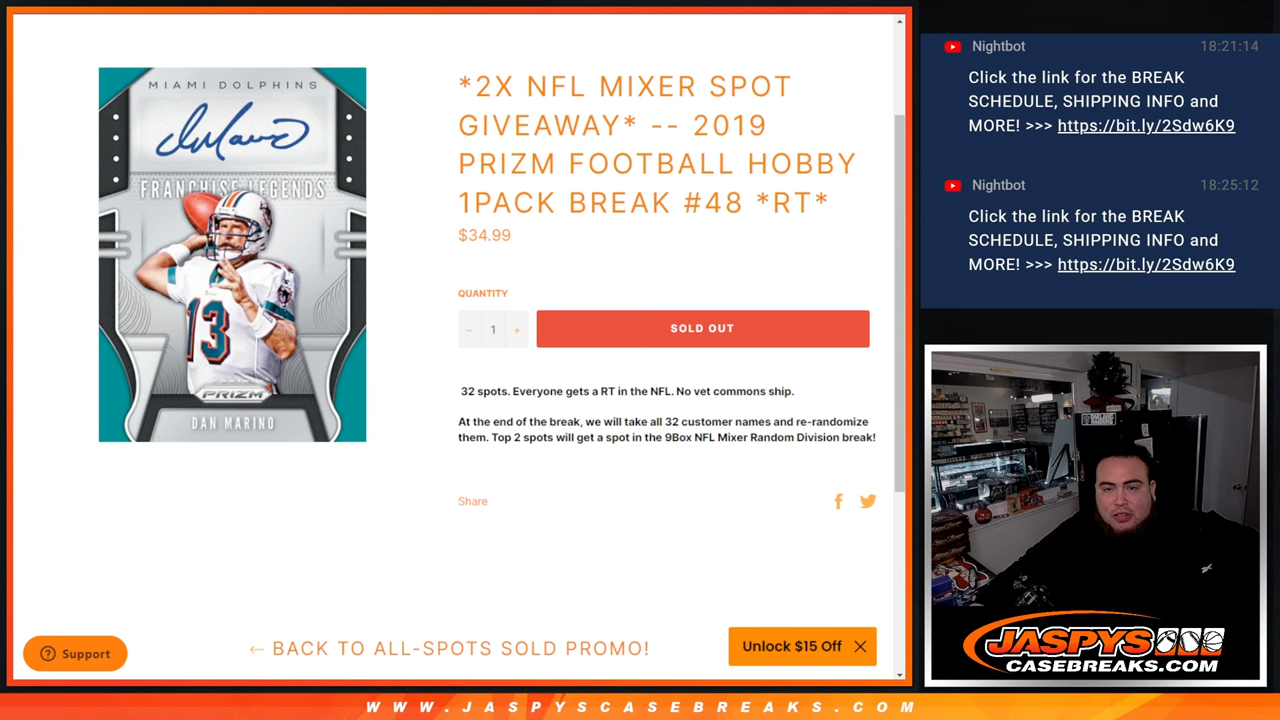 MIAMI DOLPHINS
FRANCHISE LEGENDS
13
PANINI
PRIZM
DAN MARINO
*2X NFL MIXER SPOT
GIVEAWAY* -- 2019
PRIZM FOOTBALL HOBBY
1PACK BREAK #48 *RT*
$34.99
QUANTITY
− 1 +
SOLD OUT
32 spots. Everyone gets a RT in the NFL. No vet commons ship.
At the end of the break, we will take all 32 customer names and re-randomize
them. Top 2 spots will get a spot in the 9Box NFL Mixer Random Division break!
Share
Support
← BACK TO ALL-SPOTS SOLD PROMO!
Unlock $15 Off
Nightbot 18:21:14
Click the link for the BREAK
SCHEDULE, SHIPPING INFO and
MORE! >>> https://bit.ly/2Sdw6K9
Nightbot 18:25:12
Click the link for the BREAK
SCHEDULE, SHIPPING INFO and
MORE! >>> https://bit.ly/2Sdw6K9
JASPYS
CASEBREAKS.COM
WWW.JASPYSCASEBREAKS.COM